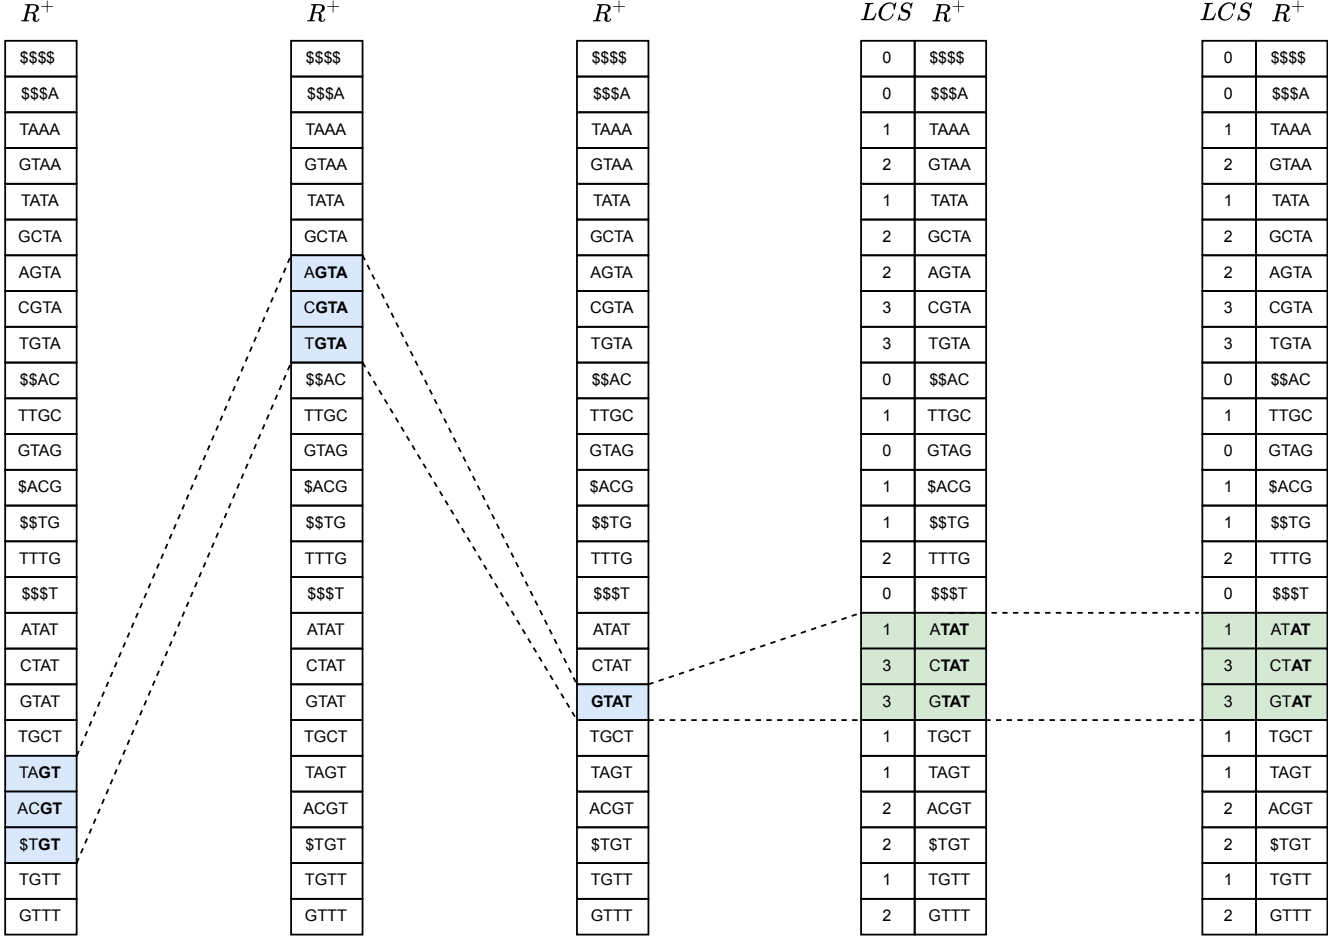 R+ R+ R+ LCS R+ LCS R+
$$$$ $$$$ $$$$ 0 $$$$ 0 $$$$
$$$A $$$A $$$A 0 $$$A 0 $$$A
TAAA TAAA TAAA 1 TAAA 1 TAAA
GTAA GTAA GTAA 2 GTAA 2 GTAA
TATA TATA TATA 1 TATA 1 TATA
GCTA GCTA GCTA 2 GCTA 2 GCTA
AGTA AGTA AGTA 2 AGTA 2 AGTA
CGTA CGTA CGTA 3 CGTA 3 CGTA
TGTA TGTA TGTA 3 TGTA 3 TGTA
$$AC $$AC $$AC 0 $$AC 0 $$AC
TTGC TTGC TTGC 1 TTGC 1 TTGC
GTAG GTAG GTAG 0 GTAG 0 GTAG
$ACG $ACG $ACG 1 $ACG 1 $ACG
$$TG $$TG $$TG 1 $$TG 1 $$TG
TTTG TTTG TTTG 2 TTTG 2 TTTG
$$$T $$$T $$$T 0 $$$T 0 $$$T
ATAT ATAT ATAT 1 ATAT 1 ATAT
CTAT CTAT CTAT 3 CTAT 3 CTAT
GTAT GTAT GTAT 3 GTAT 3 GTAT
TGCT TGCT TGCT 1 TGCT 1 TGCT
TAGT TAGT TAGT 1 TAGT 1 TAGT
ACGT ACGT ACGT 2 ACGT 2 ACGT
$TGT $TGT $TGT 2 $TGT 2 $TGT
TGTT TGTT TGTT 1 TGTT 1 TGTT
GTTT GTTT GTTT 2 GTTT 2 GTTT